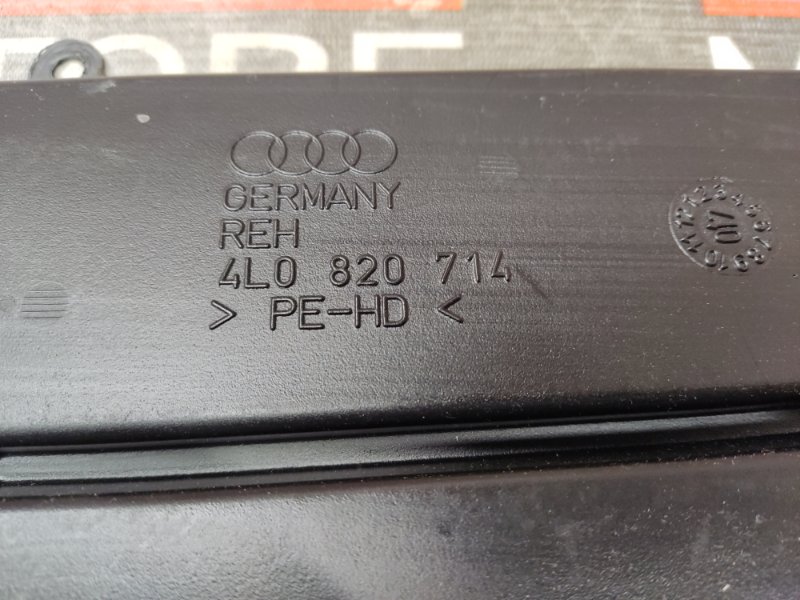 GERMANY
REH
4L0 820 714
> PE-HD <